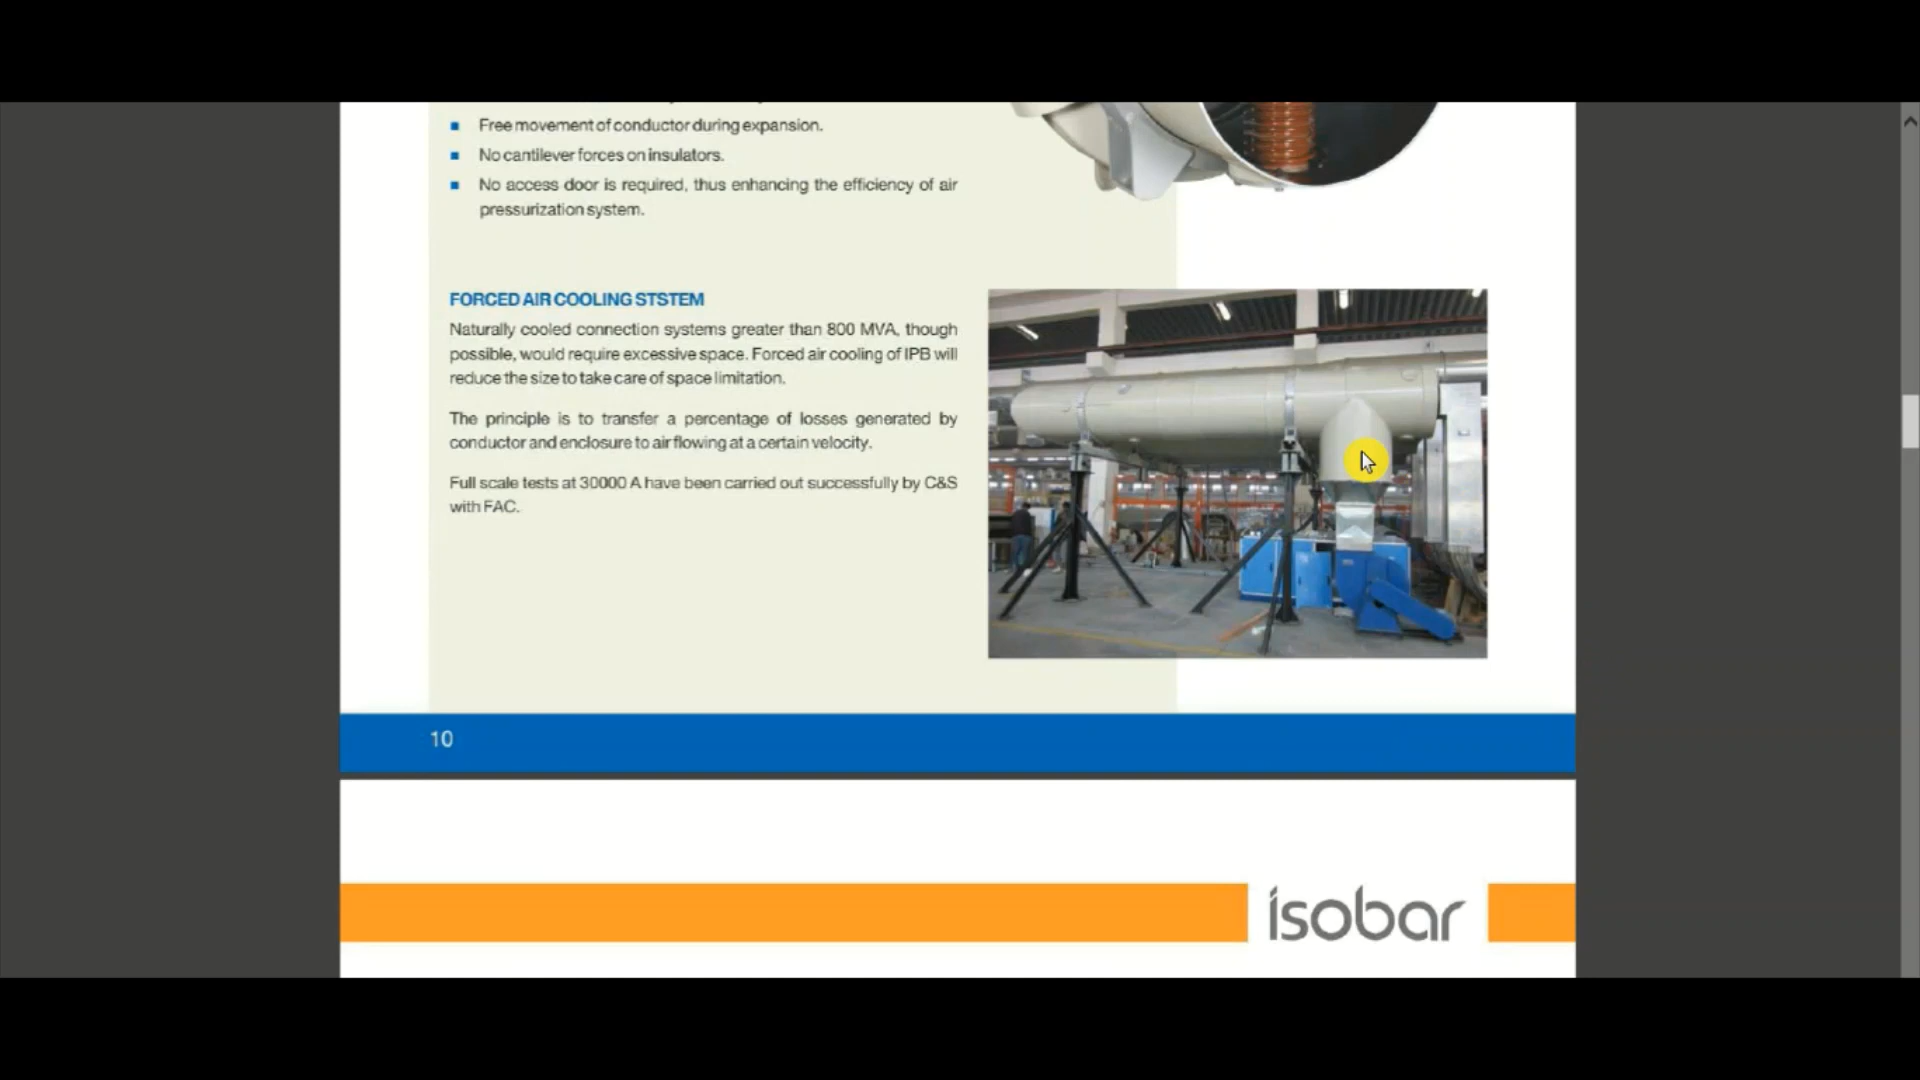 Free movement of conductor during expansion.
No cantilever forces on insulators.
No access door is required, thus enhancing the efficiency of air
pressurization system.
FORCED AIR COOLING STSTEM
Naturally cooled connection systems greater than 800 MVA, though
possible, would require excessive space. Forced air cooling of IPB will
reduce the size to take care of space limitation.
The principle is to transfer a percentage of losses generated by
conductor and enclosure to air flowing at a certain velocity.
Full scale tests at 30000 A have been carried out successfully by C&S
with FAC.
10
isobar